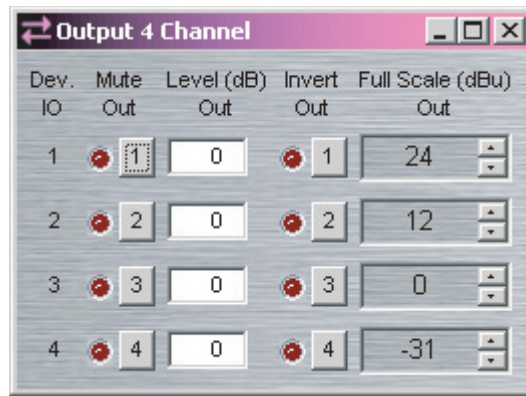 Output 4 Channel
Dev. Mute Level (dB) Invert Full Scale (dBu)
IO Out Out Out Out
1 1 0 1 24
2 2 0 2 12
3 3 0 3 0
4 4 0 4 -31